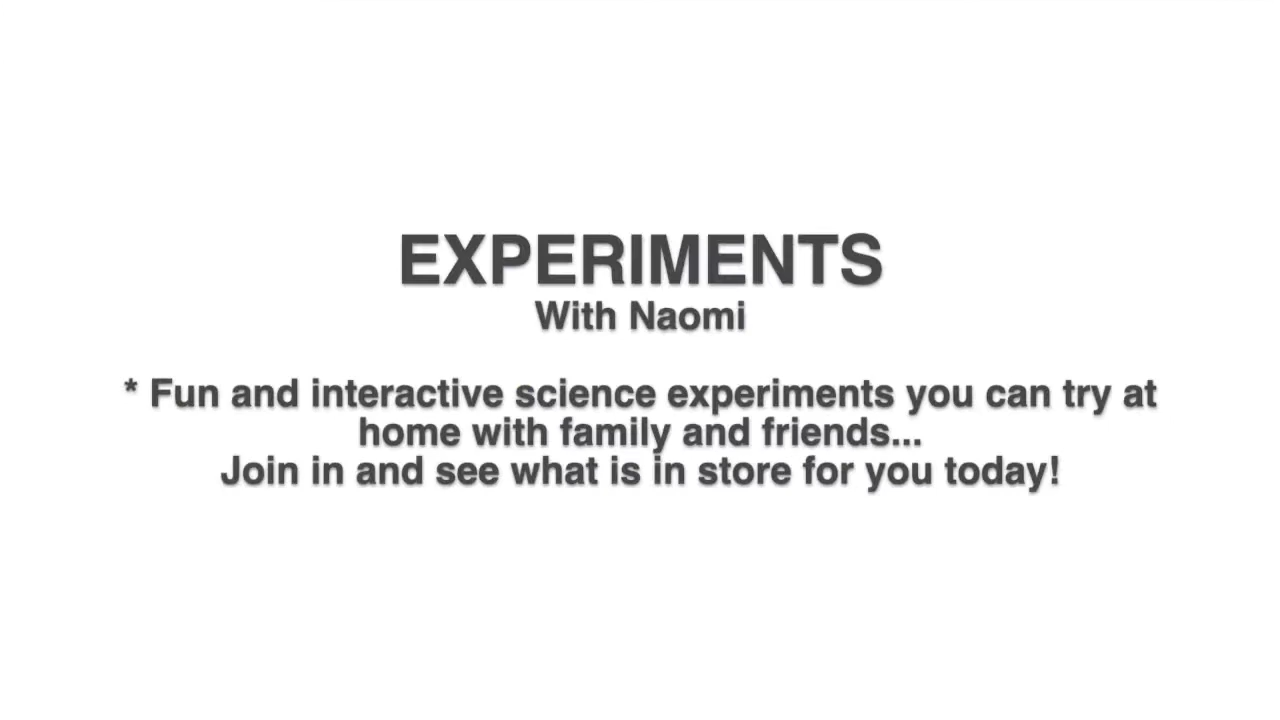 EXPERIMENTS
With Naomi
* Fun and interactive science experiments you can try at
home with family and friends...
Join in and see what is in store for you today!